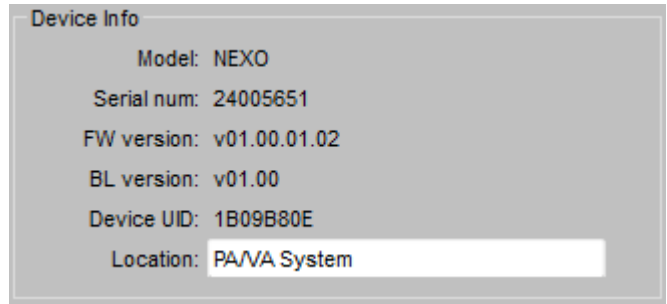 Device Info
Model: NEXO
Serial num: 24005651
FW version: v01.00.01.02
BL version: v01.00
Device UID: 1B09B80E
Location: PA/VA System